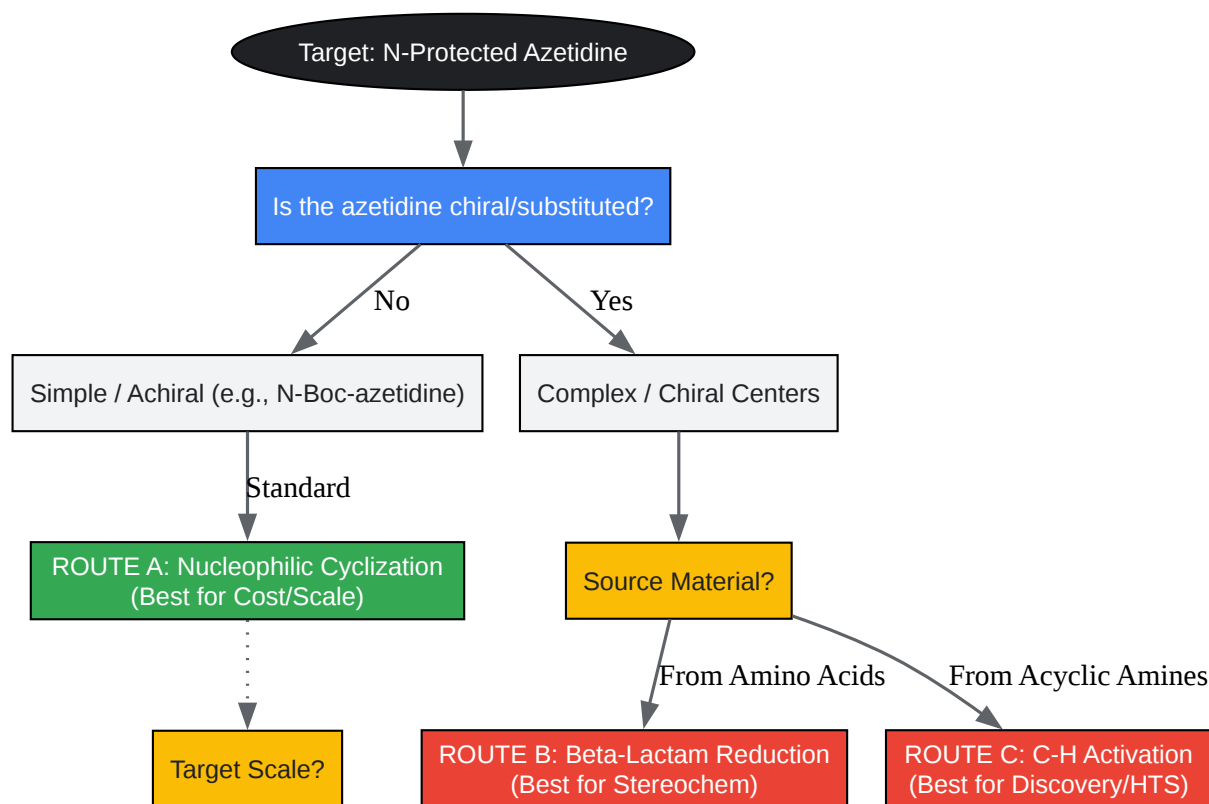 Target: N-Protected Azetidine
Is the azetidine chiral/substituted?
No
Yes
Simple / Achiral (e.g., N-Boc-azetidine)
Complex / Chiral Centers
Standard
ROUTE A: Nucleophilic Cyclization
(Best for Cost/Scale)
Source Material?
From Amino Acids
From Acyclic Amines
Target Scale?
ROUTE B: Beta-Lactam Reduction
(Best for Stereochem)
ROUTE C: C-H Activation
(Best for Discovery/HTS)